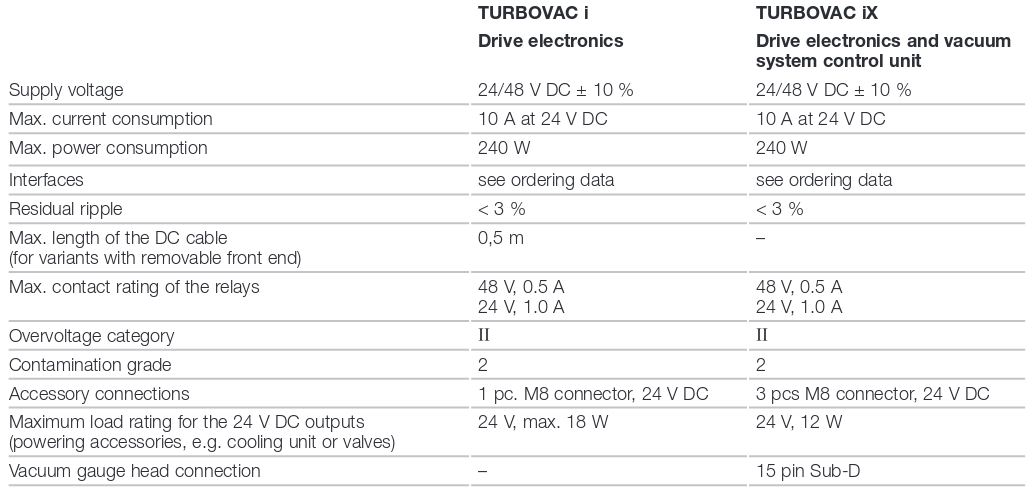 TURBOVAC i TURBOVAC iX
Drive electronics Drive electronics and vacuum
system control unit
Supply voltage 24/48 V DC ± 10 % 24/48 V DC ± 10 %
Max. current consumption 10 A at 24 V DC 10 A at 24 V DC
Max. power consumption 240 W 240 W
Interfaces see ordering data see ordering data
Residual ripple < 3 % < 3 %
Max. length of the DC cable 0,5 m –
(for variants with removable front end)
Max. contact rating of the relays 48 V, 0.5 A 48 V, 0.5 A
24 V, 1.0 A 24 V, 1.0 A
Overvoltage category II II
Contamination grade 2 2
Accessory connections 1 pc. M8 connector, 24 V DC 3 pcs M8 connector, 24 V DC
Maximum load rating for the 24 V DC outputs 24 V, max. 18 W 24 V, 12 W
(powering accessories, e.g. cooling unit or valves)
Vacuum gauge head connection – 15 pin Sub-D